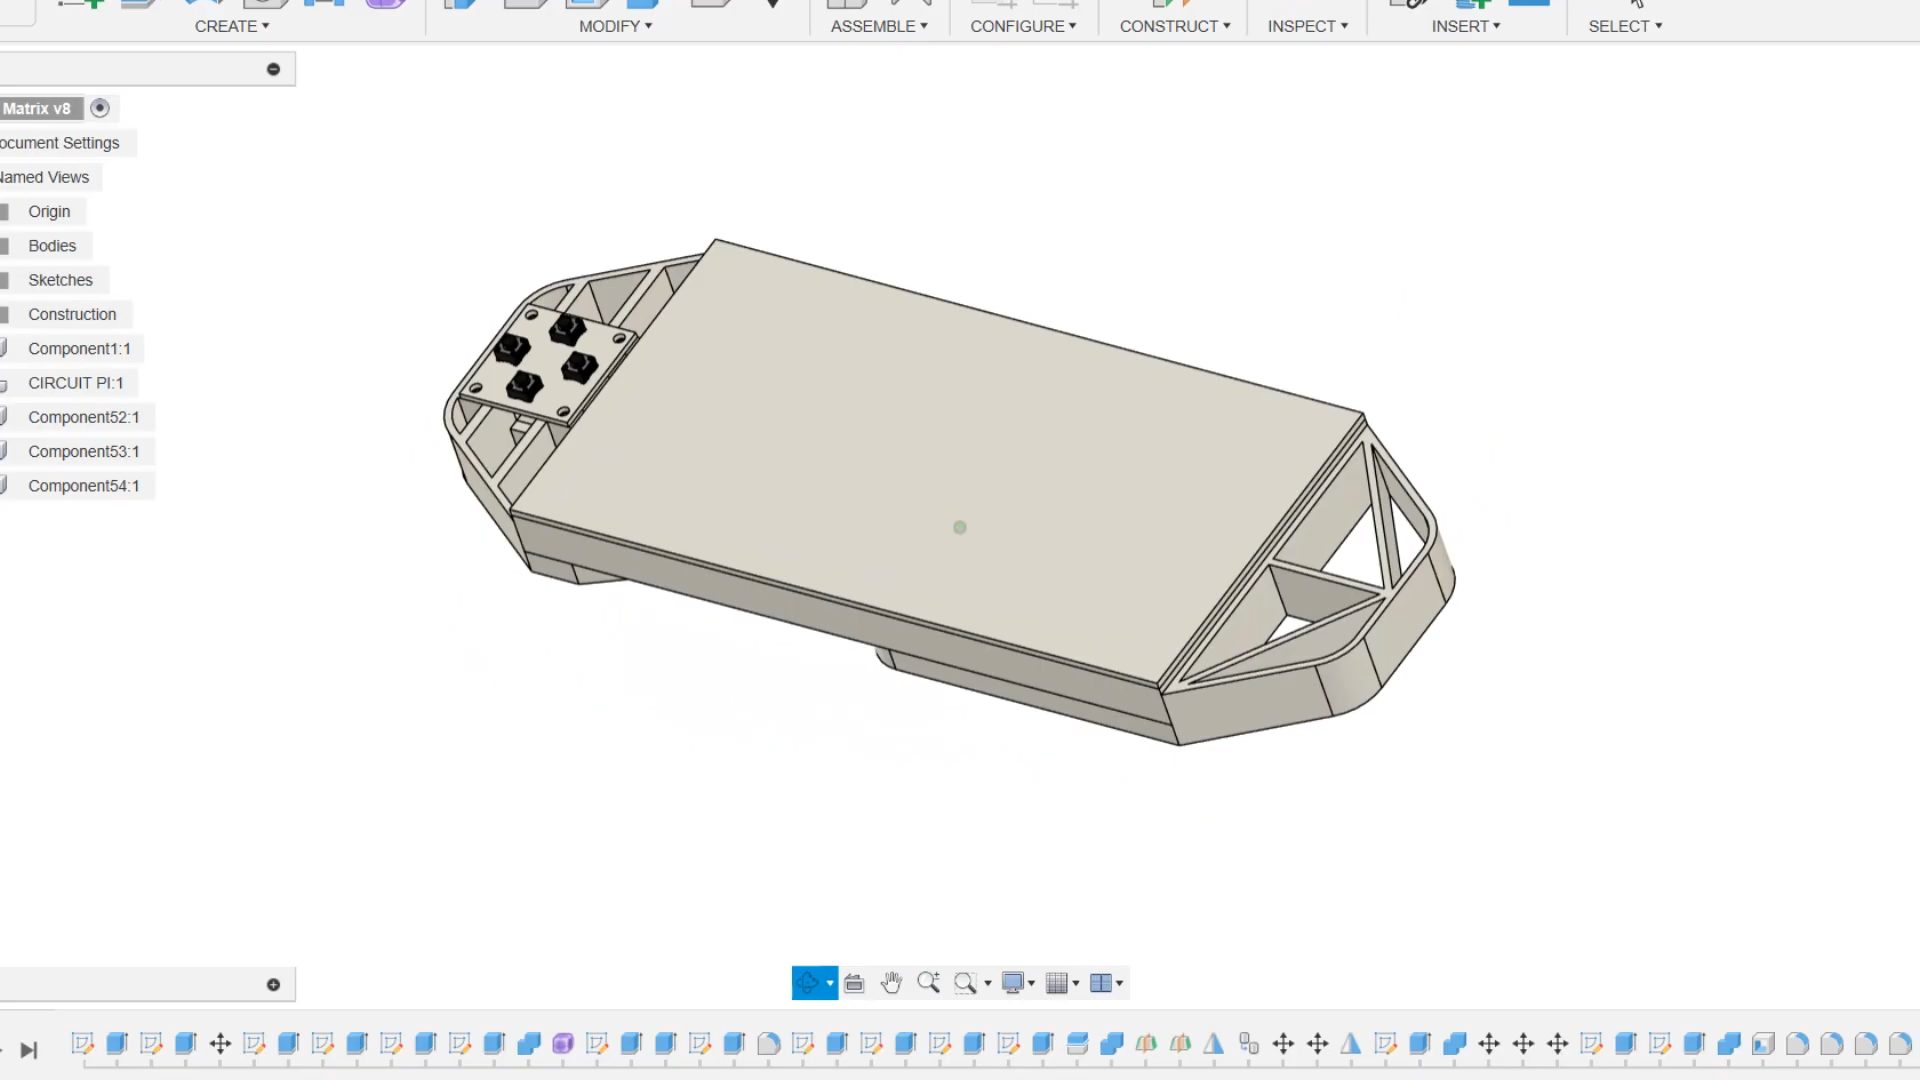 CREATE MODIFY ASSEMBLE CONFIGURE CONSTRUCT INSPECT INSERT SELECT
Matrix v8
ocument Settings
Named Views
Origin
Bodies
Sketches
Construction
Component1:1
CIRCUIT PI:1
Component52:1
Component53:1
Component54:1